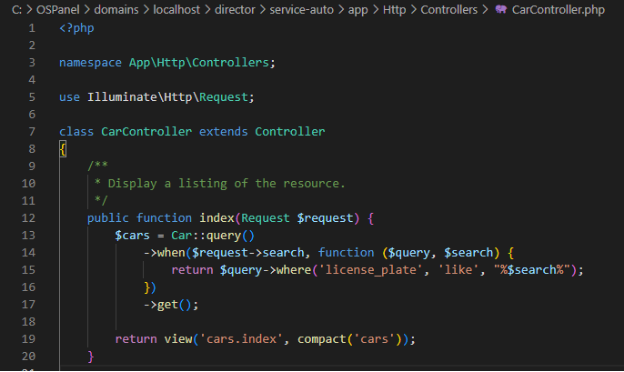 C: > OSPanel > domains > localhost > director > service-auto > app > Http > Controllers > CarController.php
1 <?php
2
3 namespace App\Http\Controllers;
4
5 use Illuminate\Http\Request;
6
7 class CarController extends Controller
8 {
9 /**
10 * Display a listing of the resource.
11 */
12 public function index(Request $request) {
13 $cars = Car::query()
14 ->when($request->search, function ($query, $search) {
15 return $query->where('license_plate', 'like', "%$search%");
16 })
17 ->get();
18
19 return view('cars.index', compact('cars'));
20 }